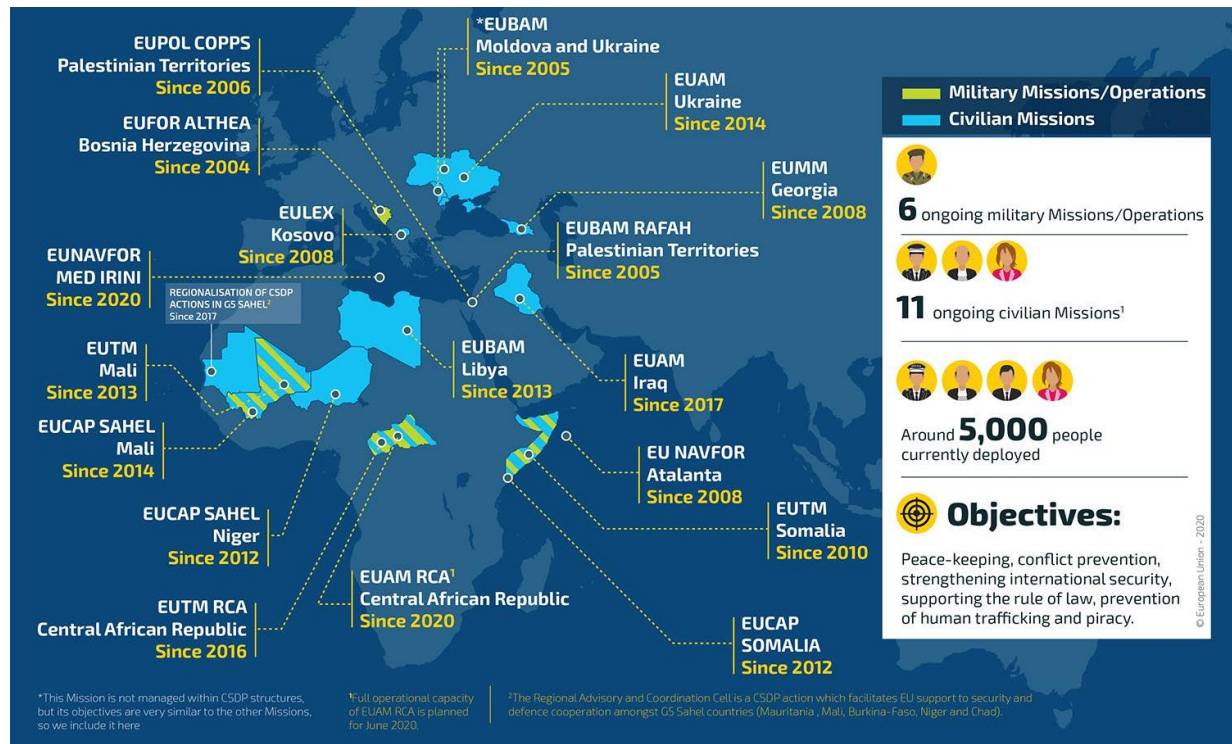 EUPOL COPPS
Palestinian Territories
Since 2006
*EUBAM
Moldova and Ukraine
Since 2005
EUAM
Ukraine
Since 2014
EUFOR ALTHEA
Bosnia Herzegovina
Since 2004
EUMM
Georgia
Since 2008
EULEX
Kosovo
Since 2008
EUBAM RAFAH
Palestinian Territories
Since 2005
EUNAVFOR
MED IRINI
Since 2020
REGIONALISATION OF CSDP
ACTIONS IN G5 SAHEL²
Since 2017
EUTM
Mali
Since 2013
EUBAM
Libya
Since 2013
EUAM
Iraq
Since 2017
EUCAP SAHEL
Mali
Since 2014
EU NAVFOR
Atalanta
Since 2008
EUCAP SAHEL
Niger
Since 2012
EUTM
Somalia
Since 2010
EUAM RCA¹
Central African Republic
Since 2020
EUTM RCA
Central African Republic
Since 2016
EUCAP
SOMALIA
Since 2012
Military Missions/Operations
Civilian Missions
6 ongoing military Missions/Operations
11 ongoing civilian Missions¹
Around 5,000 people
currently deployed
Objectives:
Peace-keeping, conflict prevention,
strengthening international security,
supporting the rule of law, prevention
of human trafficking and piracy.
© European Union - 2020
*This Mission is not managed within CSDP structures,
but its objectives are very similar to the other Missions,
so we include it here
¹Full operational capacity
of EUAM RCA is planned
for June 2020.
²The Regional Advisory and Coordination Cell is a CSDP action which facilitates EU support to security and
defence cooperation amongst G5 Sahel countries (Mauritania , Mali, Burkina-Faso, Niger and Chad).